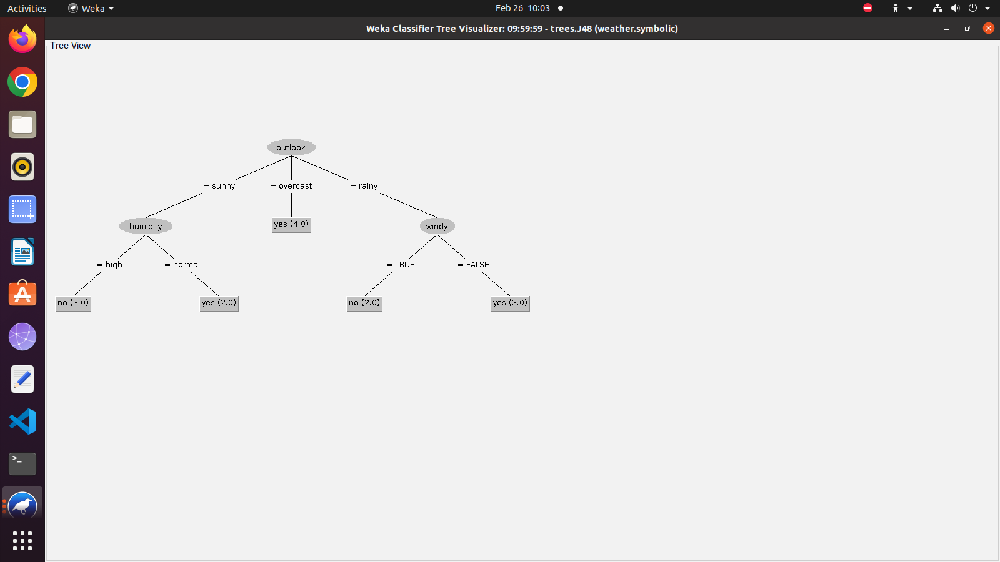 Activities
Weka
Feb 26 10:03
Weka Classifier Tree Visualizer: 09:59:59 - trees.J48 (weather.symbolic)
Tree View
outlook
= sunny
= overcast
= rainy
humidity
yes (4.0)
windy
= high
= normal
= TRUE
= FALSE
no (3.0)
yes (2.0)
no (2.0)
yes (3.0)
>_